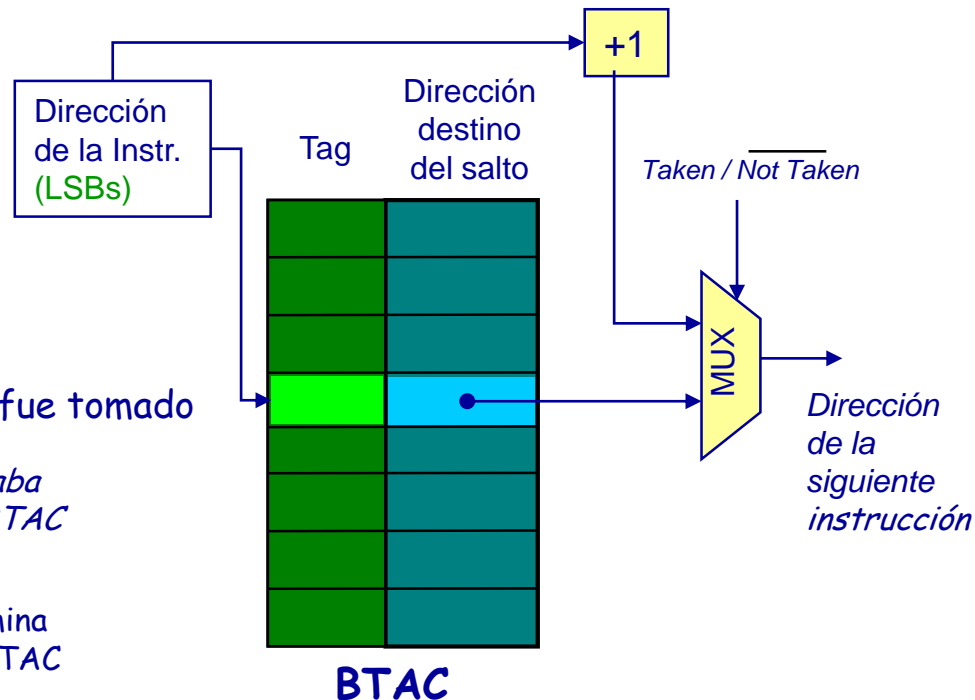 +1
Dirección
de la Instr.
(LSBs)
Tag
Dirección
destino
del salto
Taken / Not Taken
MUX
fue tomado
Dirección
de la
siguiente
instrucción
BTAC